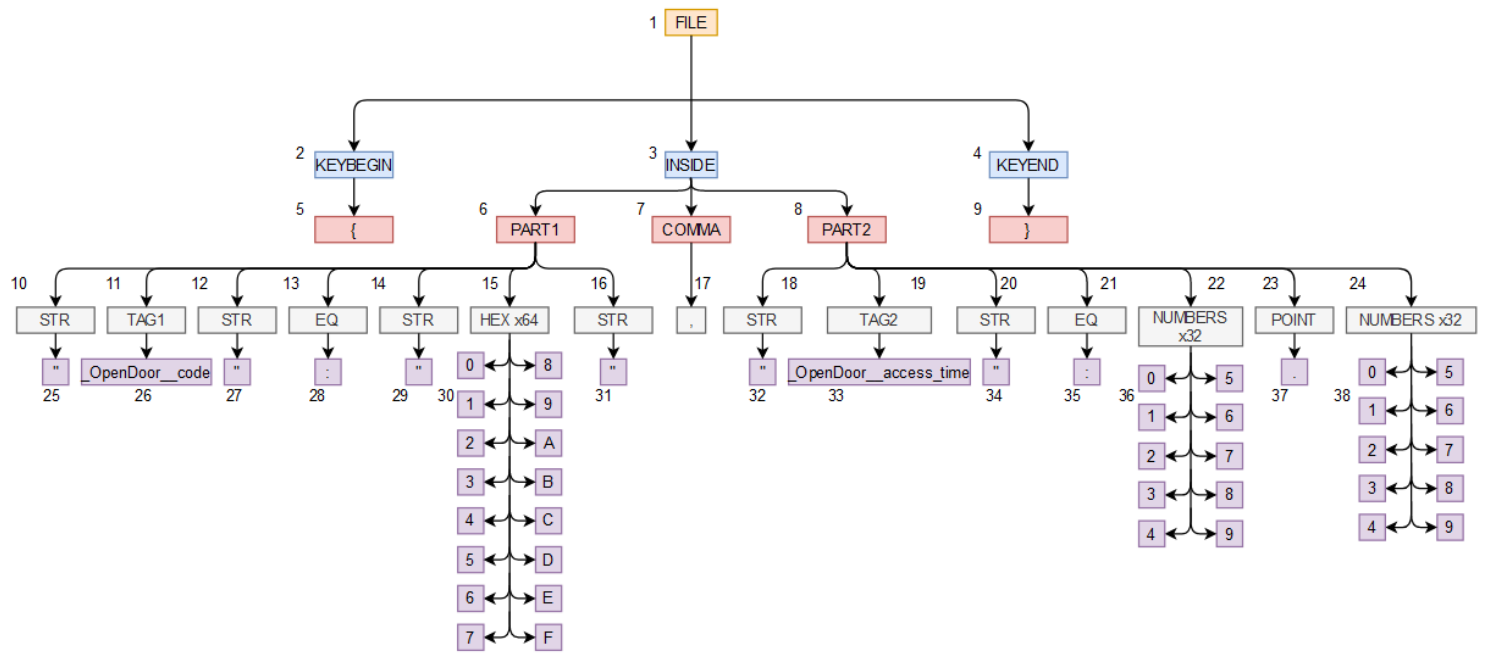 1 FILE
2 3 4
KEYBEGIN INSIDE KEYEND
5 6 7 8 9
{ PART1 COMMA PART2 }
10 11 12 13 14 15 16 17 18 19 20 21 22 23 24
STR TAG1 STR EQ STR HEX x64 STR , STR TAG2 STR EQ NUMBERS x32 POINT NUMBERS x32
" _OpenDoor__code " : " 0 8 " " _OpenDoor__access_time " : 0 5 . 0 5
25 26 27 28 29 30 31 32 33 34 35 36 37 38
1 9 1 6 1 6
2 A 2 7 2 7
3 B 3 8 3 8
4 C 4 9 4 9
5 D
6 E
7 F